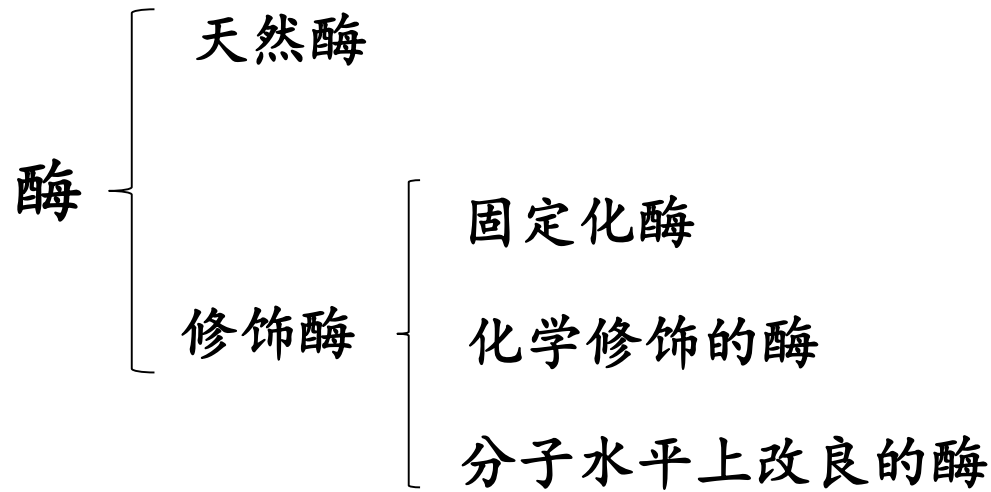 天然酶
酶
固定化酶
修饰酶
化学修饰的酶
分子水平上改良的酶